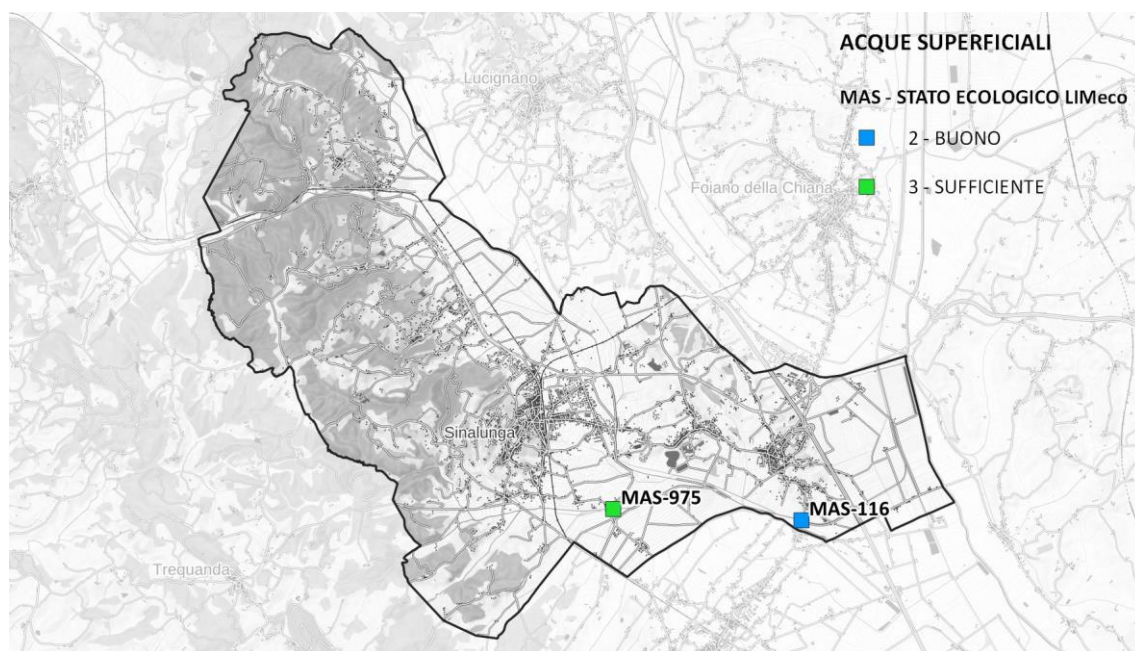 ACQUE SUPERFICIALI
MAS - STATO ECOLOGICO LIMeco
2 - BUONO
3 - SUFFICIENTE
Lucignano
Foiano della Chiana
Sinalunga
MAS-975
MAS-116
Trequanda